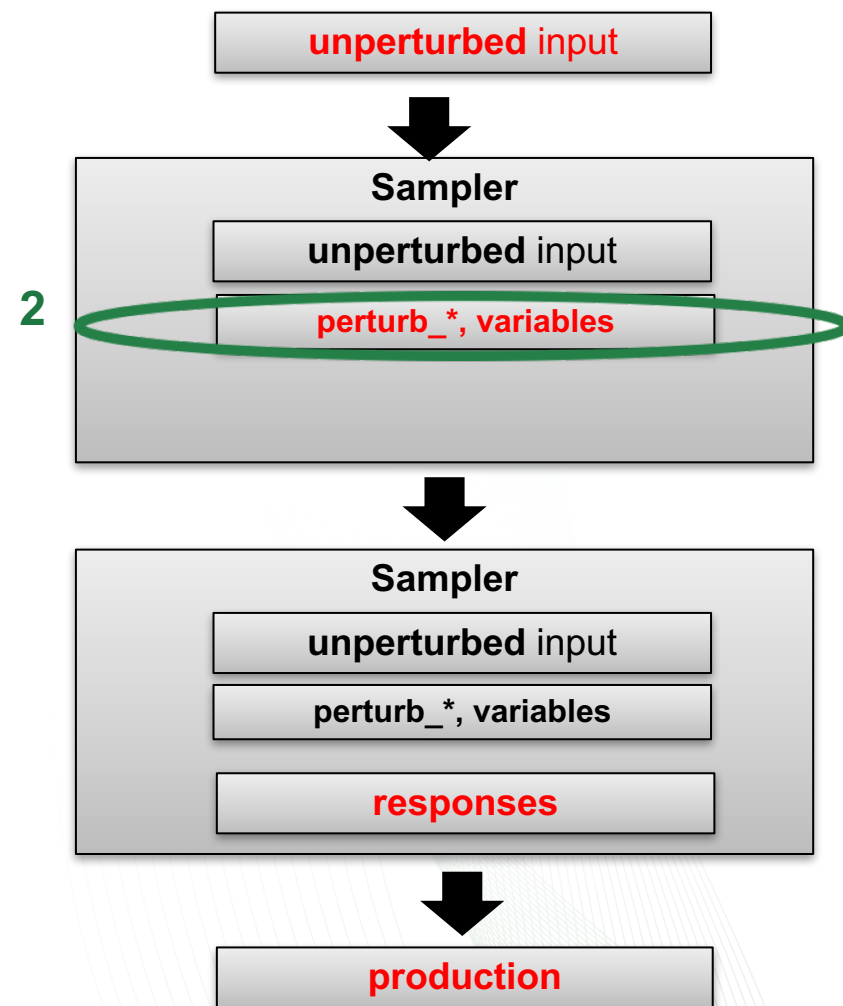 unperturbed input
Sampler
unperturbed input
2
perturb_*, variables
Sampler
unperturbed input
perturb_*, variables
responses
production